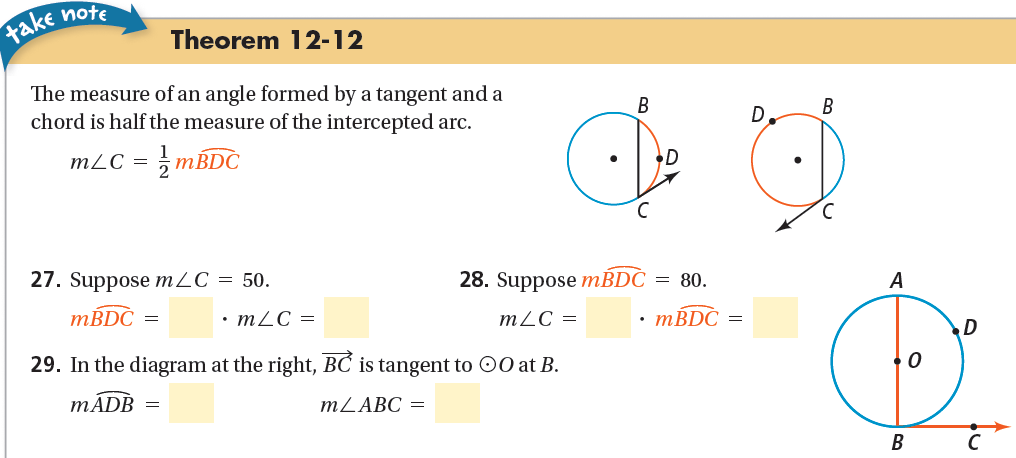 take note
Theorem 12-12
The measure of an angle formed by a tangent and a
chord is half the measure of the intercepted arc.
m∠C = 1/2 mBDC
B
D
C
D
B
C
27. Suppose m∠C = 50.
mBDC = · m∠C =
28. Suppose mBDC = 80.
m∠C = · mBDC =
29. In the diagram at the right, BC is tangent to ⊙O at B.
mADB = m∠ABC =
A
D
O
B
C